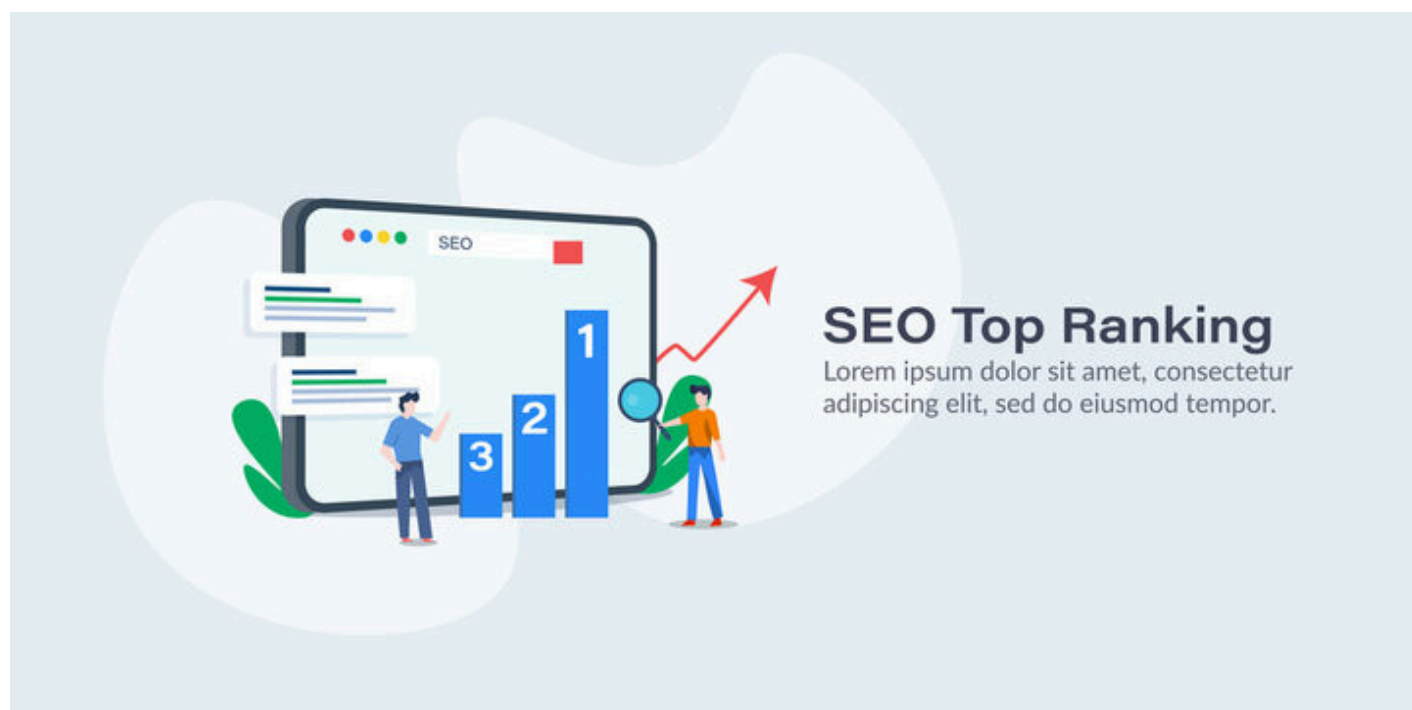 SEO
1
2
3
SEO Top Ranking
Lorem ipsum dolor sit amet, consectetur
adipiscing elit, sed do eiusmod tempor.